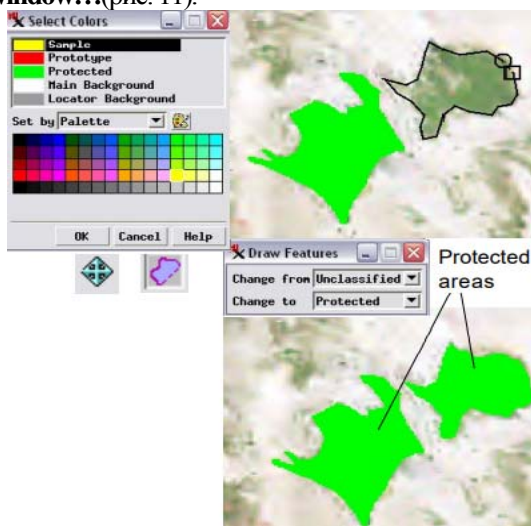 window…(рис. 11).
Select Colors
Sample
Prototype
Protected
Main Background
Locator Background
Set by Palette
OK Cancel Help
Draw Features
Change from Unclassified
Change to Protected
Protected
areas